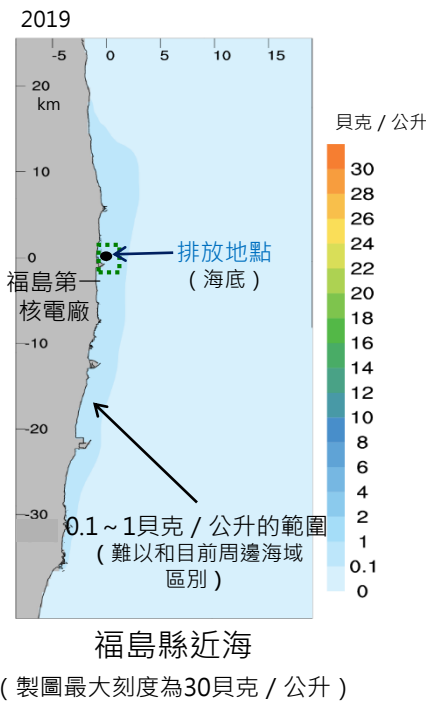 2019
-5 0 5 10 15
20
km
10
0
-10
-20
-30
貝克 / 公升
30
28
26
24
22
20
18
16
14
12
10
8
6
4
2
1
0.1
0
排放地點
( 海底 )
福島第一
核電廠
0.1 ~ 1貝克 / 公升的範圍
( 難以和目前周邊海域
區別 )
福島縣近海
( 製圖最大刻度為30貝克 / 公升 )